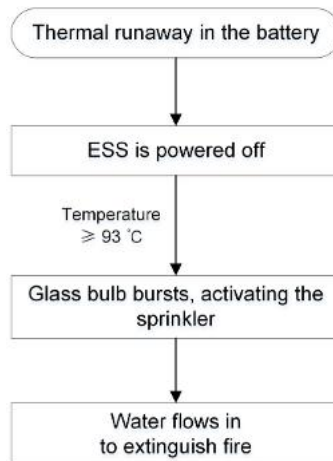 Thermal runaway in the battery
ESS is powered off
Temperature
⩾ 93 ℃
Glass bulb bursts, activating the
sprinkler
Water flows in
to extinguish fire